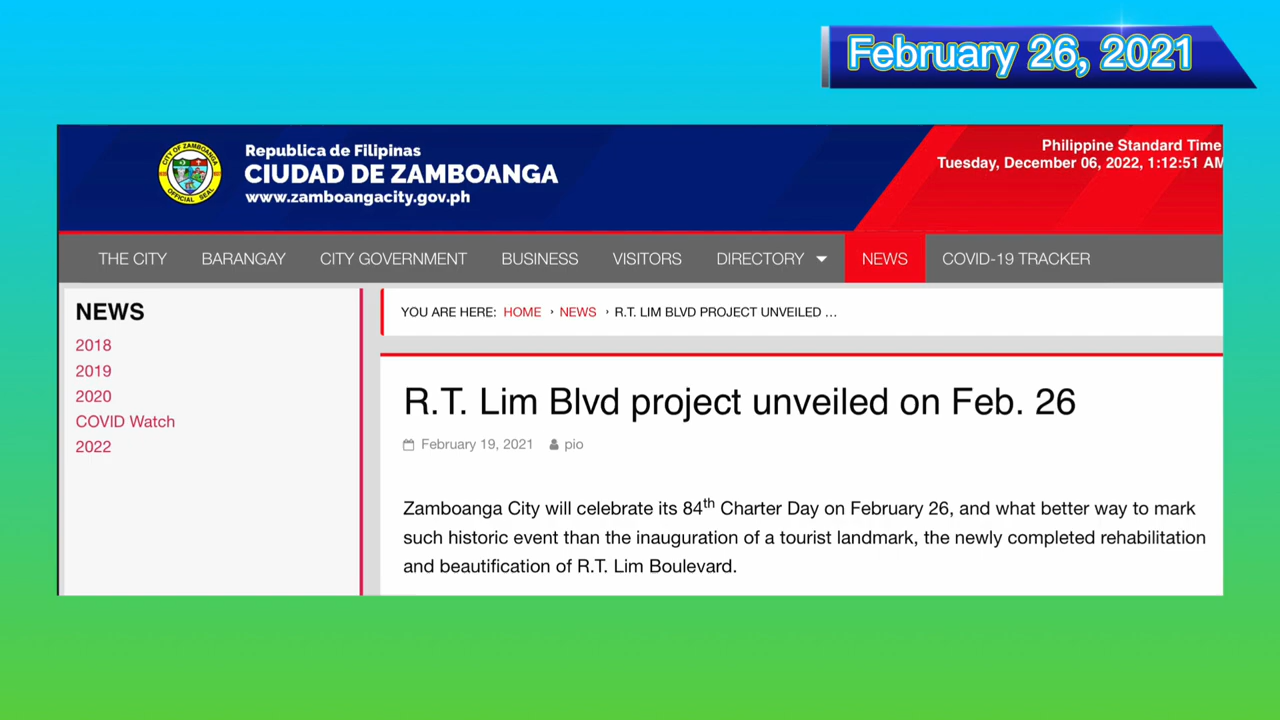 February 26, 2021
Republica de Filipinas
CIUDAD DE ZAMBOANGA
www.zamboangacity.gov.ph
CITY OF ZAMBOANGA
OFFICIAL SEAL
Philippine Standard Time
Tuesday, December 06, 2022, 1:12:51 AM
THE CITY BARANGAY CITY GOVERNMENT BUSINESS VISITORS DIRECTORY NEWS COVID-19 TRACKER
NEWS
2018
2019
2020
COVID Watch
2022
YOU ARE HERE: HOME › NEWS › R.T. LIM BLVD PROJECT UNVEILED ...
R.T. Lim Blvd project unveiled on Feb. 26
February 19, 2021 pio
Zamboanga City will celebrate its 84th Charter Day on February 26, and what better way to mark
such historic event than the inauguration of a tourist landmark, the newly completed rehabilitation
and beautification of R.T. Lim Boulevard.